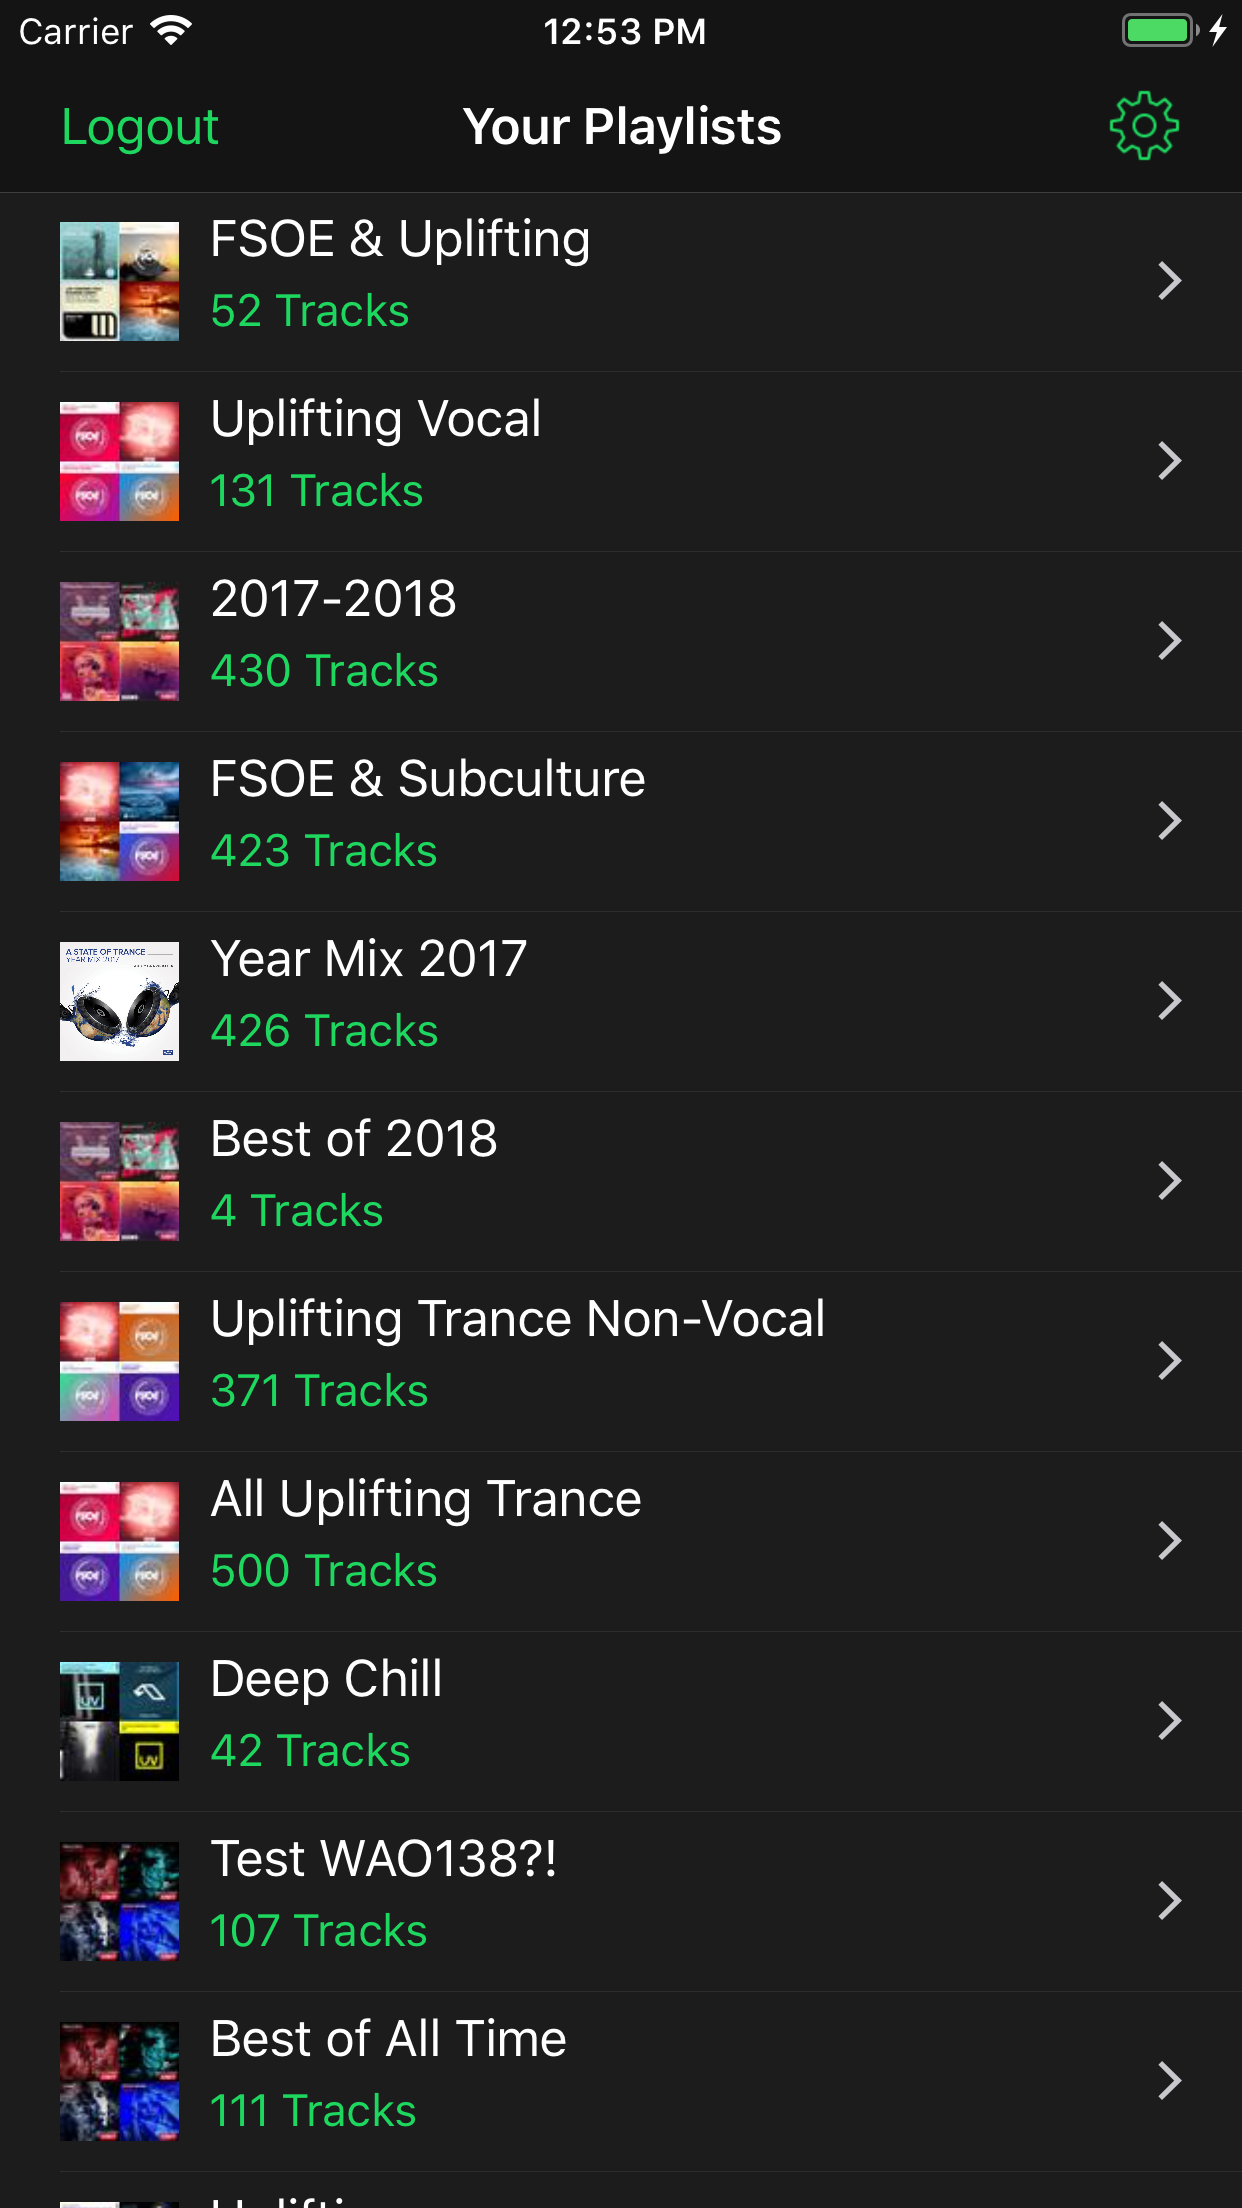 Carrier 12:53 PM
Logout Your Playlists
FSOE & Uplifting
52 Tracks
Uplifting Vocal
131 Tracks
2017-2018
430 Tracks
FSOE & Subculture
423 Tracks
A STATE OF TRANCE
YEAR MIX 2017
Year Mix 2017
426 Tracks
Best of 2018
4 Tracks
Uplifting Trance Non-Vocal
371 Tracks
All Uplifting Trance
500 Tracks
Deep Chill
42 Tracks
Test WAO138?!
107 Tracks
Best of All Time
111 Tracks